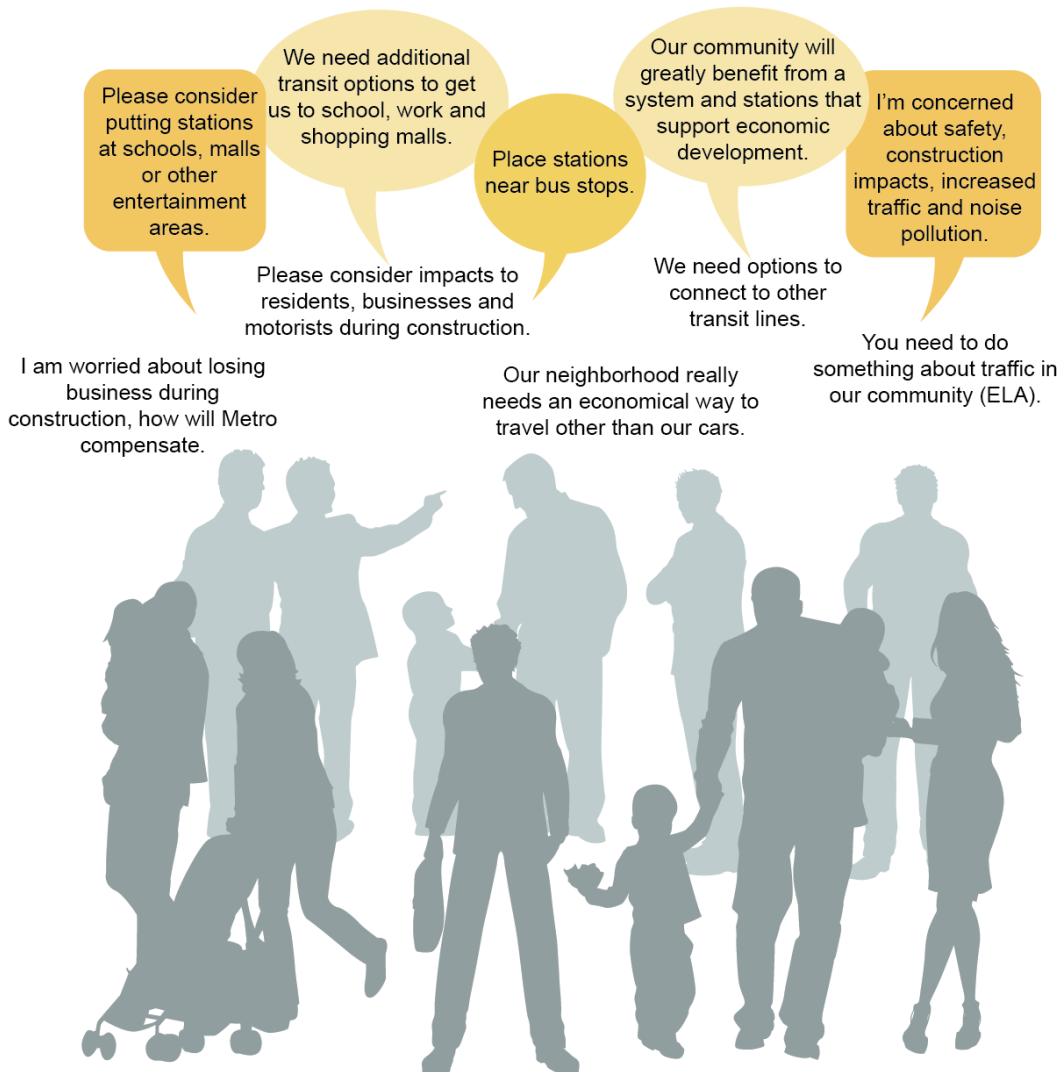 Please consider
putting stations
at schools, malls
or other
entertainment
areas.
We need additional
transit options to get
us to school, work and
shopping malls.
Place stations
near bus stops.
Our community will
greatly benefit from a
system and stations that
support economic
development.
I'm concerned
about safety,
construction
impacts, increased
traffic and noise
pollution.
Please consider impacts to
residents, businesses and
motorists during construction.
We need options to
connect to other
transit lines.
I am worried about losing
business during
construction, how will Metro
compensate.
Our neighborhood really
needs an economical way to
travel other than our cars.
You need to do
something about traffic in
our community (ELA).